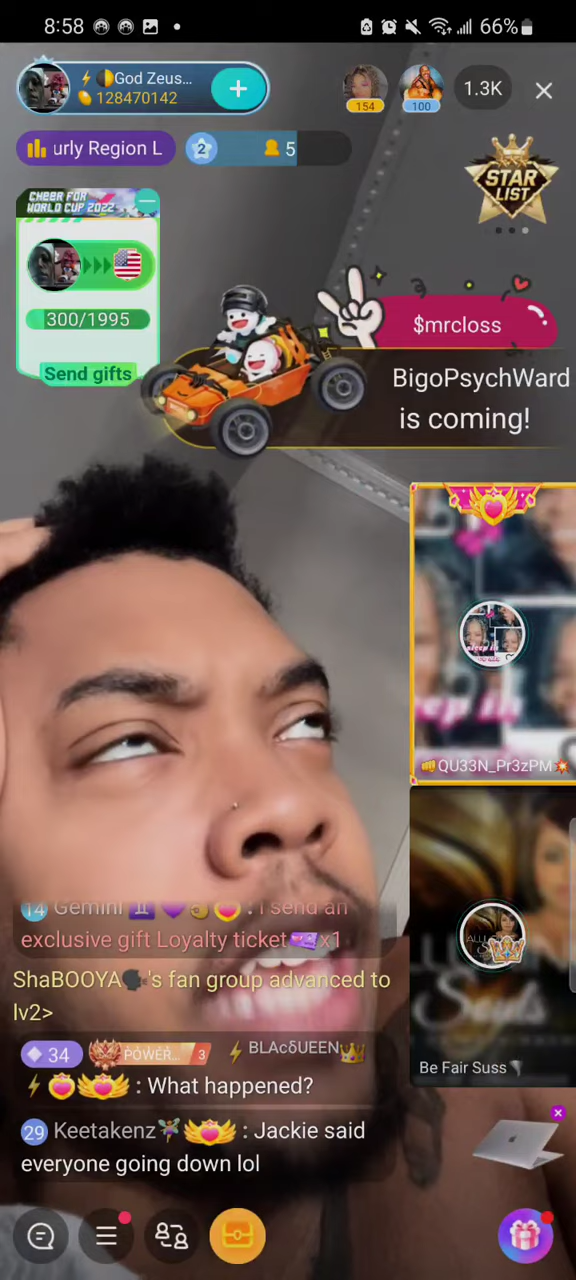 8:58
66%
God Zeus...
128470142
154
100
1.3K
urly Region L
2
5
STAR
LIST
CHEER FOR
WORLD CUP 2022
300/1995
Send gifts
$mrcloss
BigoPsychWard
is coming!
QU33N_Pr3zPM
14 Gemini : I send an
exclusive gift Loyalty ticket x1
ShaBOOYA 's fan group advanced to
lv2>
34 POWER... 3 BLAcδUEEN
: What happened?
29 Keetakenz : Jackie said
everyone going down lol
Be Fair Suss